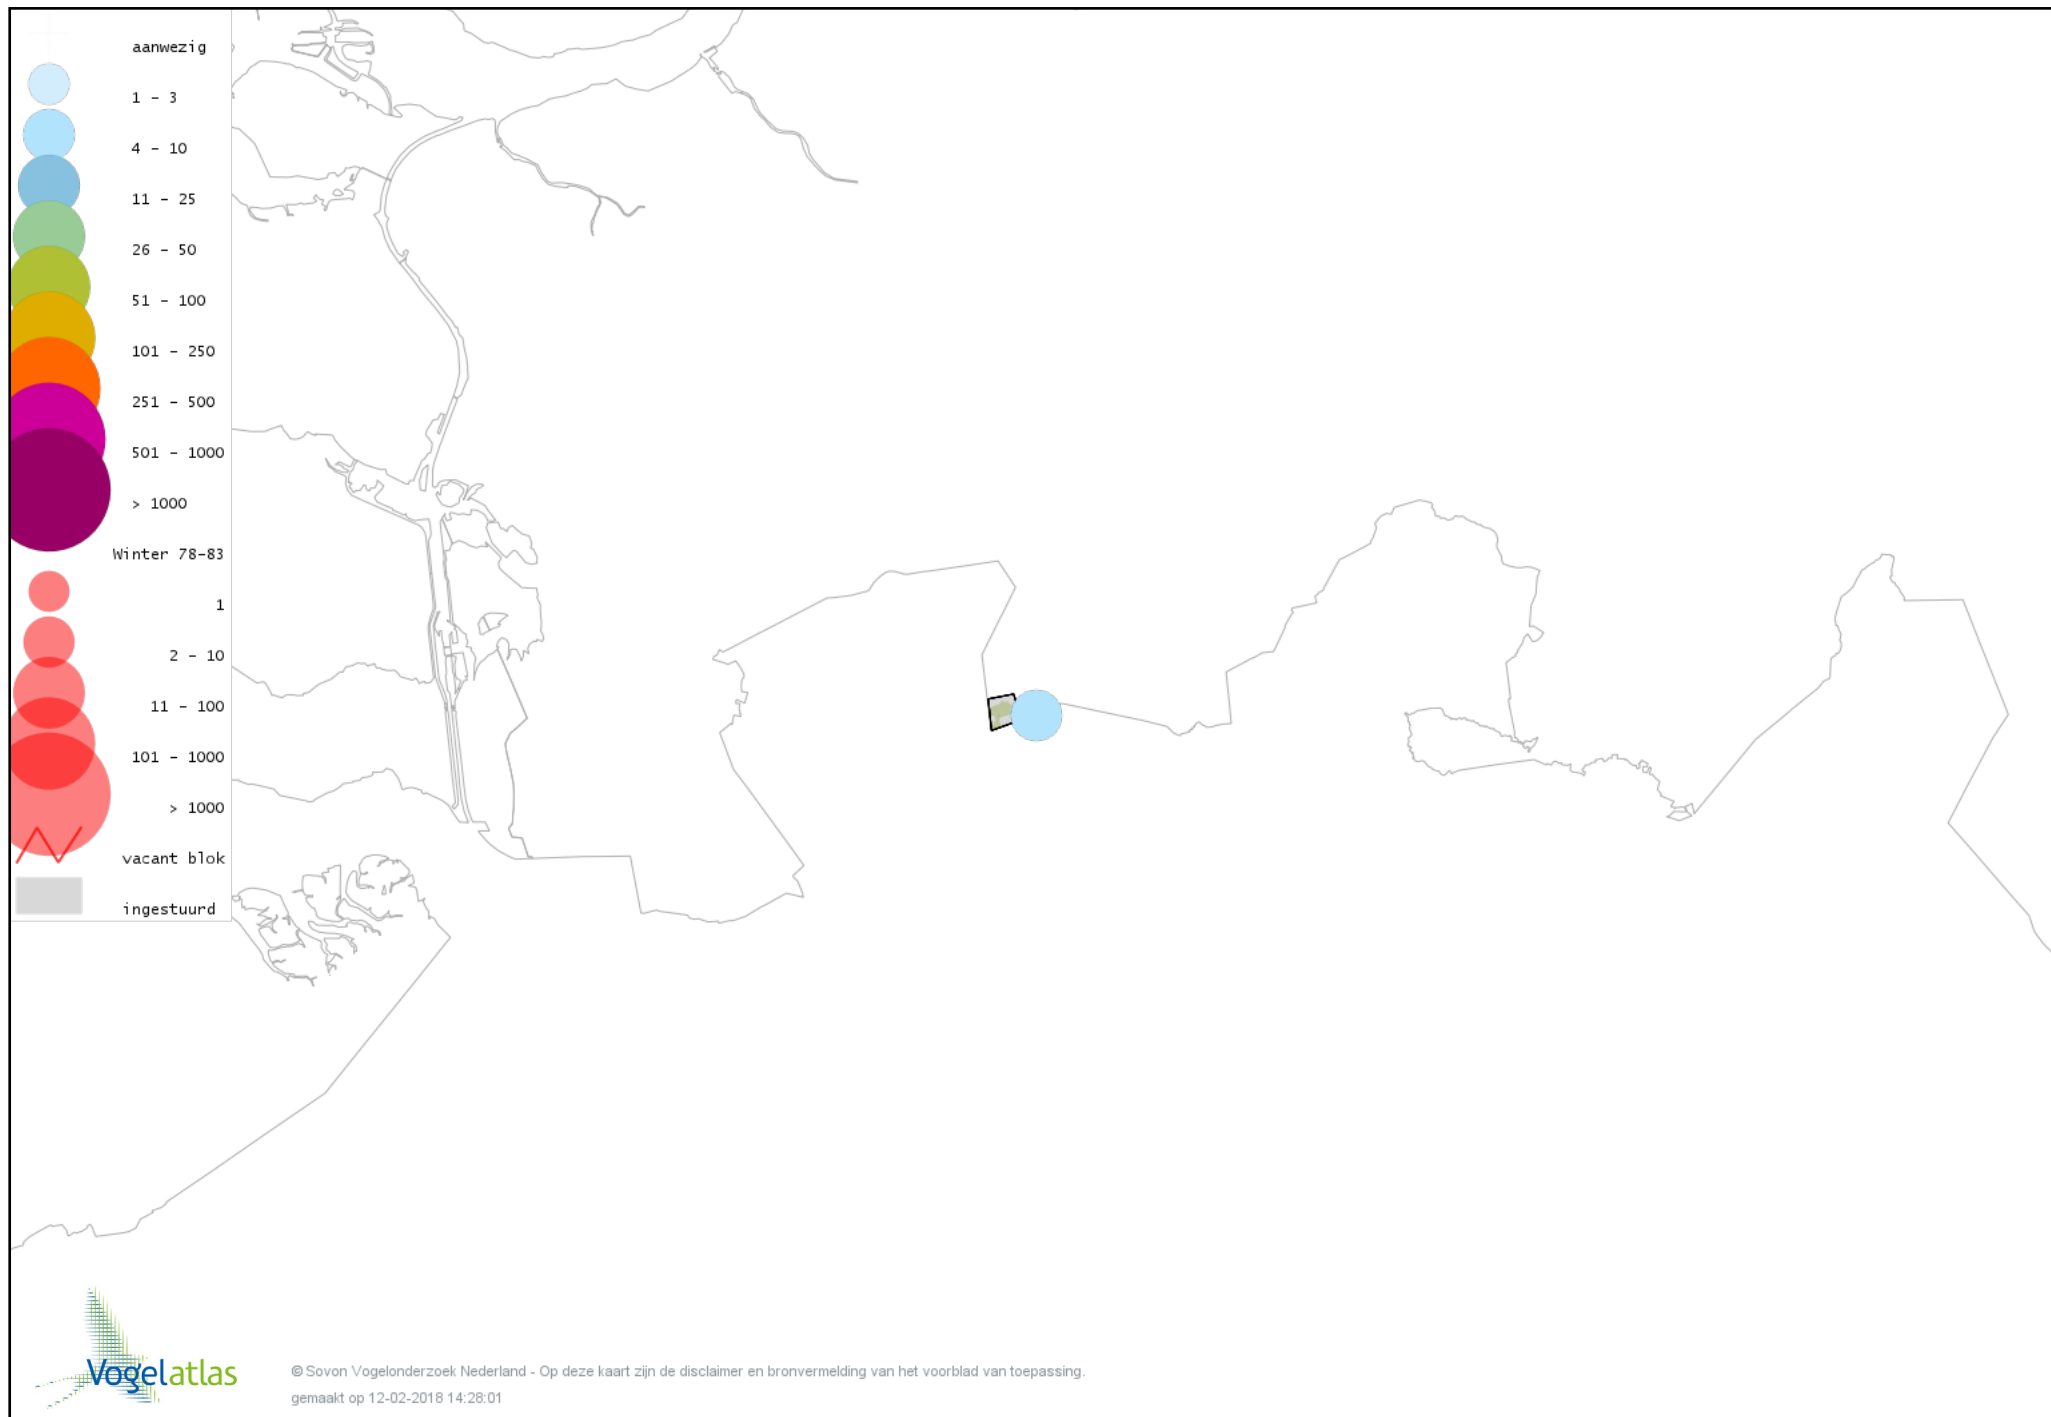 aanwezig
1 - 3
4 - 10
11 - 25
26 - 50
51 - 100
101 - 250
251 - 500
501 - 1000
> 1000
Winter 78-83
1
2 - 10
11 - 100
101 - 1000
> 1000
vacant blok
ingestuurd
Vogelatlas
© Sovon Vogelonderzoek Nederland - Op deze kaart zijn de disclaimer en bronvermelding van het voorblad van toepassing.
gemaakt op 12-02-2018 14:28:01